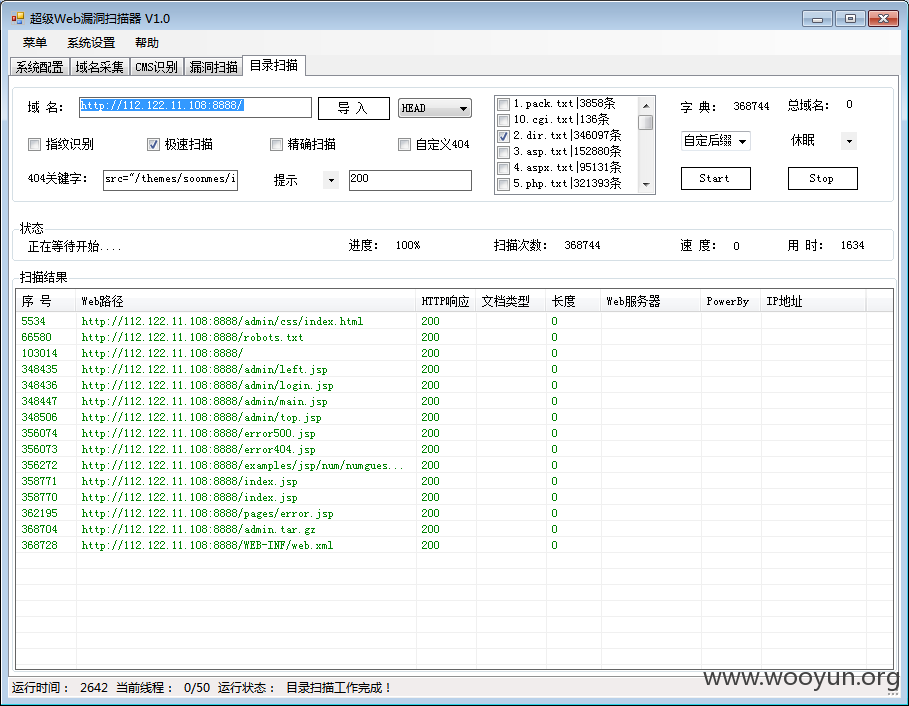 超级Web漏洞扫描器 V1.0
菜单 系统设置 帮助
系统配置 域名采集 CMS识别 漏洞扫描 目录扫描
域 名： http://112.122.11.108:8888/ 导 入 HEAD
1.pack.txt|3858条
10.cgi.txt|136条
2.dir.txt|346097条
3.asp.txt|152880条
4.aspx.txt|95131条
5.php.txt|321393条
字 典： 368744 总域名： 0
指纹识别 极速扫描 精确扫描 自定义404 自定后缀 休眠
404关键字： src="/themes/soonmes/i 提示 200 Start Stop
状态
正在等待开始.... 进度： 100% 扫描次数： 368744 速 度： 0 用 时： 1634
扫描结果
序 号 Web路径 HTTP响应 文档类型 长度 Web服务器 PowerBy IP地址
5534 http://112.122.11.108:8888/admin/css/index.html 200 0
66580 http://112.122.11.108:8888/robots.txt 200 0
103014 http://112.122.11.108:8888/ 200 0
348435 http://112.122.11.108:8888/admin/left.jsp 200 0
348436 http://112.122.11.108:8888/admin/login.jsp 200 0
348447 http://112.122.11.108:8888/admin/main.jsp 200 0
348506 http://112.122.11.108:8888/admin/top.jsp 200 0
356074 http://112.122.11.108:8888/error500.jsp 200 0
356073 http://112.122.11.108:8888/error404.jsp 200 0
356272 http://112.122.11.108:8888/examples/jsp/num/numgues... 200 0
358771 http://112.122.11.108:8888/index.jsp 200 0
358770 http://112.122.11.108:8888/index.jsp 200 0
362195 http://112.122.11.108:8888/pages/error.jsp 200 0
368704 http://112.122.11.108:8888/admin.tar.gz 200 0
368728 http://112.122.11.108:8888/WEB-INF/web.xml 200 0
www.wooyun.org
运行时间： 2642 当前线程： 0/50 运行状态： 目录扫描工作完成！